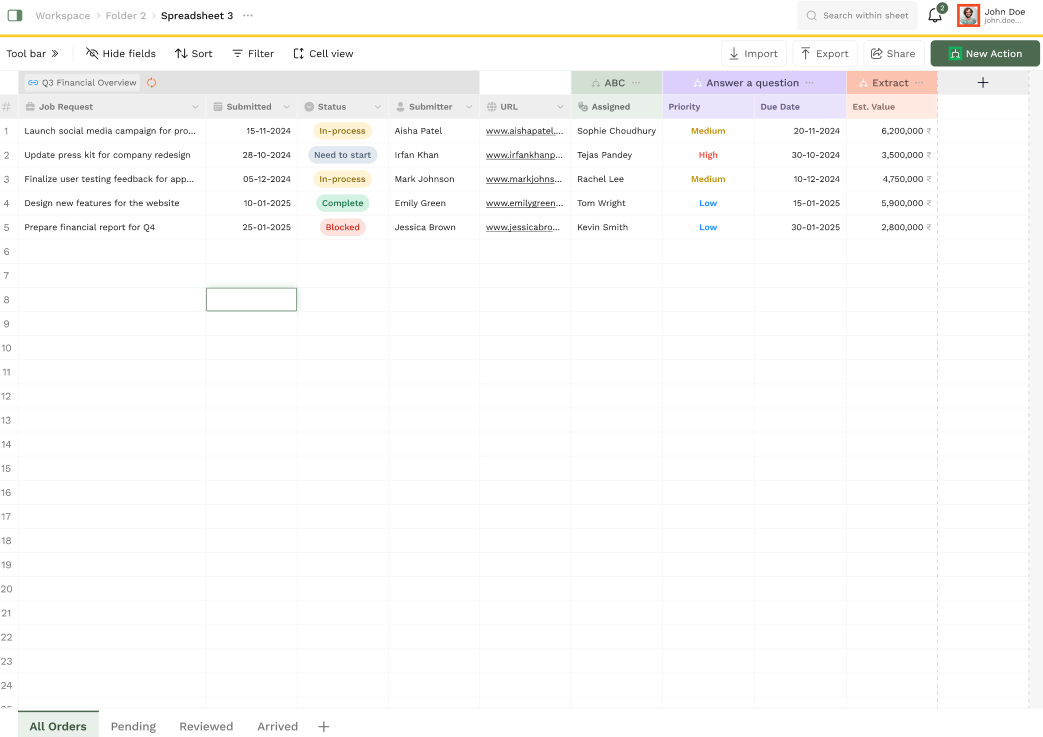 Workspace > Folder 2 > Spreadsheet 3 ···
Search within sheet
2
John Doe
john.doe...
Tool bar
Hide fields
Sort
Filter
Cell view
Import
Export
Share
New Action
Q3 Financial Overview
ABC ···
Answer a question ···
Extract ···
+
# Job Request Submitted Status Submitter URL Assigned Priority Due Date Est. Value
1 Launch social media campaign for pro... 15-11-2024 In-process Aisha Patel www.aishapatel.... Sophie Choudhury Medium 20-11-2024 6,200,000 ₹
2 Update press kit for company redesign 28-10-2024 Need to start Irfan Khan www.irfankhanp... Tejas Pandey High 30-10-2024 3,500,000 ₹
3 Finalize user testing feedback for app... 05-12-2024 In-process Mark Johnson www.markjohns... Rachel Lee Medium 10-12-2024 4,750,000 ₹
4 Design new features for the website 10-01-2025 Complete Emily Green www.emilygreen... Tom Wright Low 15-01-2025 5,900,000 ₹
5 Prepare financial report for Q4 25-01-2025 Blocked Jessica Brown www.jessicabro... Kevin Smith Low 30-01-2025 2,800,000 ₹
6
7
8
9
10
11
12
13
14
15
16
17
18
19
20
21
22
23
24
All Orders Pending Reviewed Arrived +